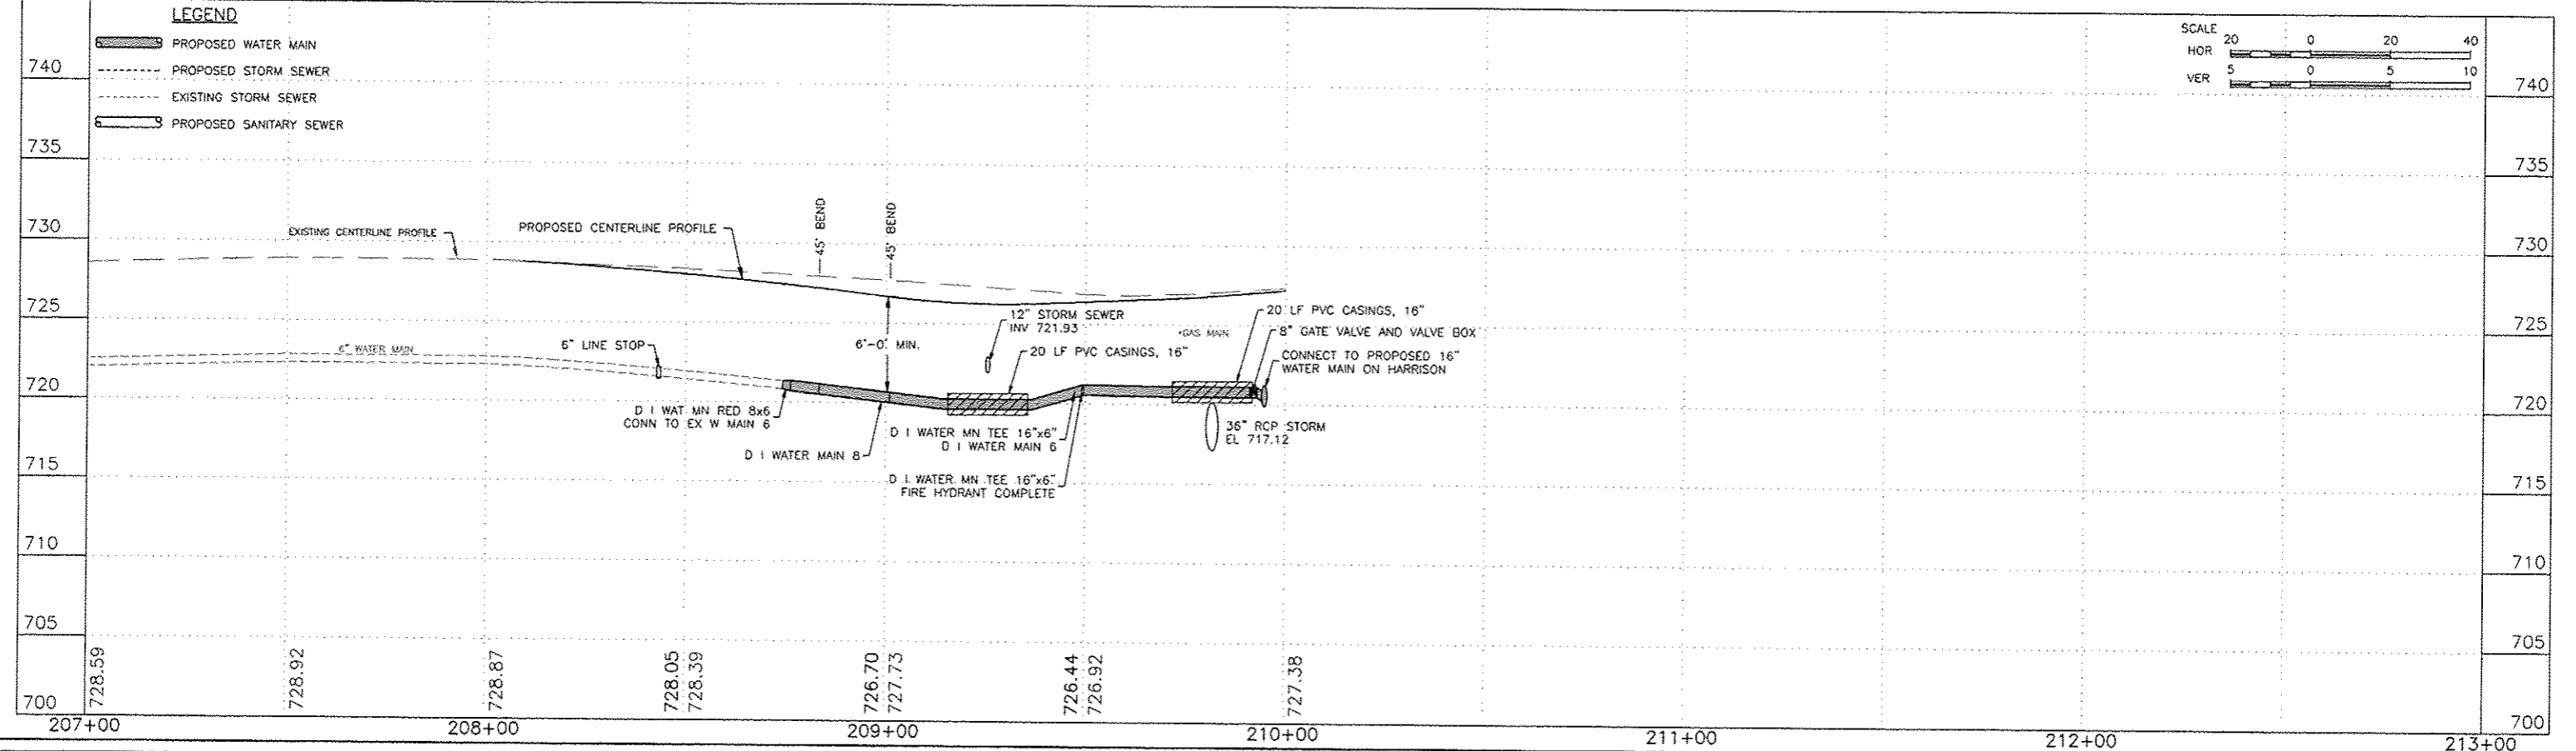 LEGEND
PROPOSED WATER MAIN
PROPOSED STORM SEWER
EXISTING STORM SEWER
PROPOSED SANITARY SEWER
SCALE
HOR
20 0 20 40
VER
5 0 5 10
740
740
735
735
730
730
725
725
720
720
715
715
710
710
705
705
700
700
EXISTING CENTERLINE PROFILE
PROPOSED CENTERLINE PROFILE
45° BEND
45° BEND
6" WATER MAIN
6" LINE STOP
6'-0" MIN.
12" STORM SEWER
INV 721.93
20 LF PVC CASINGS, 16"
GAS MAIN
20 LF PVC CASINGS, 16"
8" GATE VALVE AND VALVE BOX
CONNECT TO PROPOSED 16"
WATER MAIN ON HARRISON
D I WAT MN RED 8x6
CONN TO EX W MAIN 6
D I WATER MAIN 8
D I WATER MN TEE 16"x6"
D I WATER MAIN 6
D I WATER MN TEE 16"x6"
FIRE HYDRANT COMPLETE
36" RCP STORM
EL 717.12
728.59
728.92
728.87
728.05
728.39
726.70
727.73
726.44
726.92
727.38
207+00
208+00
209+00
210+00
211+00
212+00
213+00